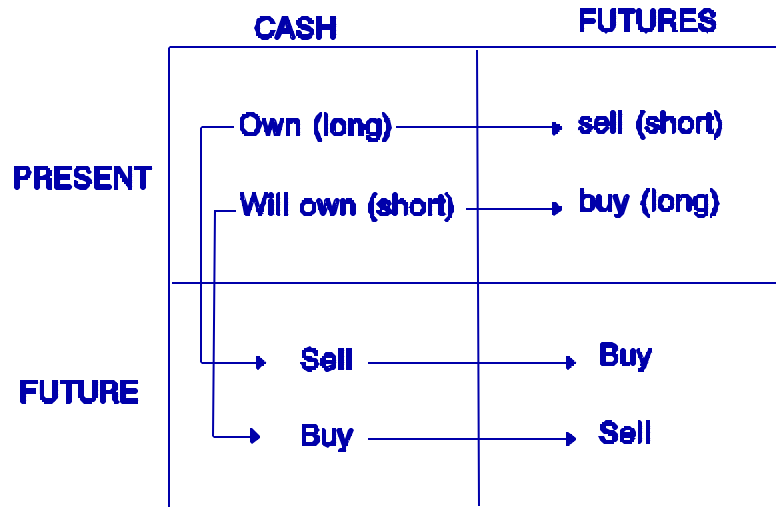 CASH FUTURES
PRESENT
Own (long) sell (short)
Will own (short) buy (long)
FUTURE
Sell Buy
Buy Sell